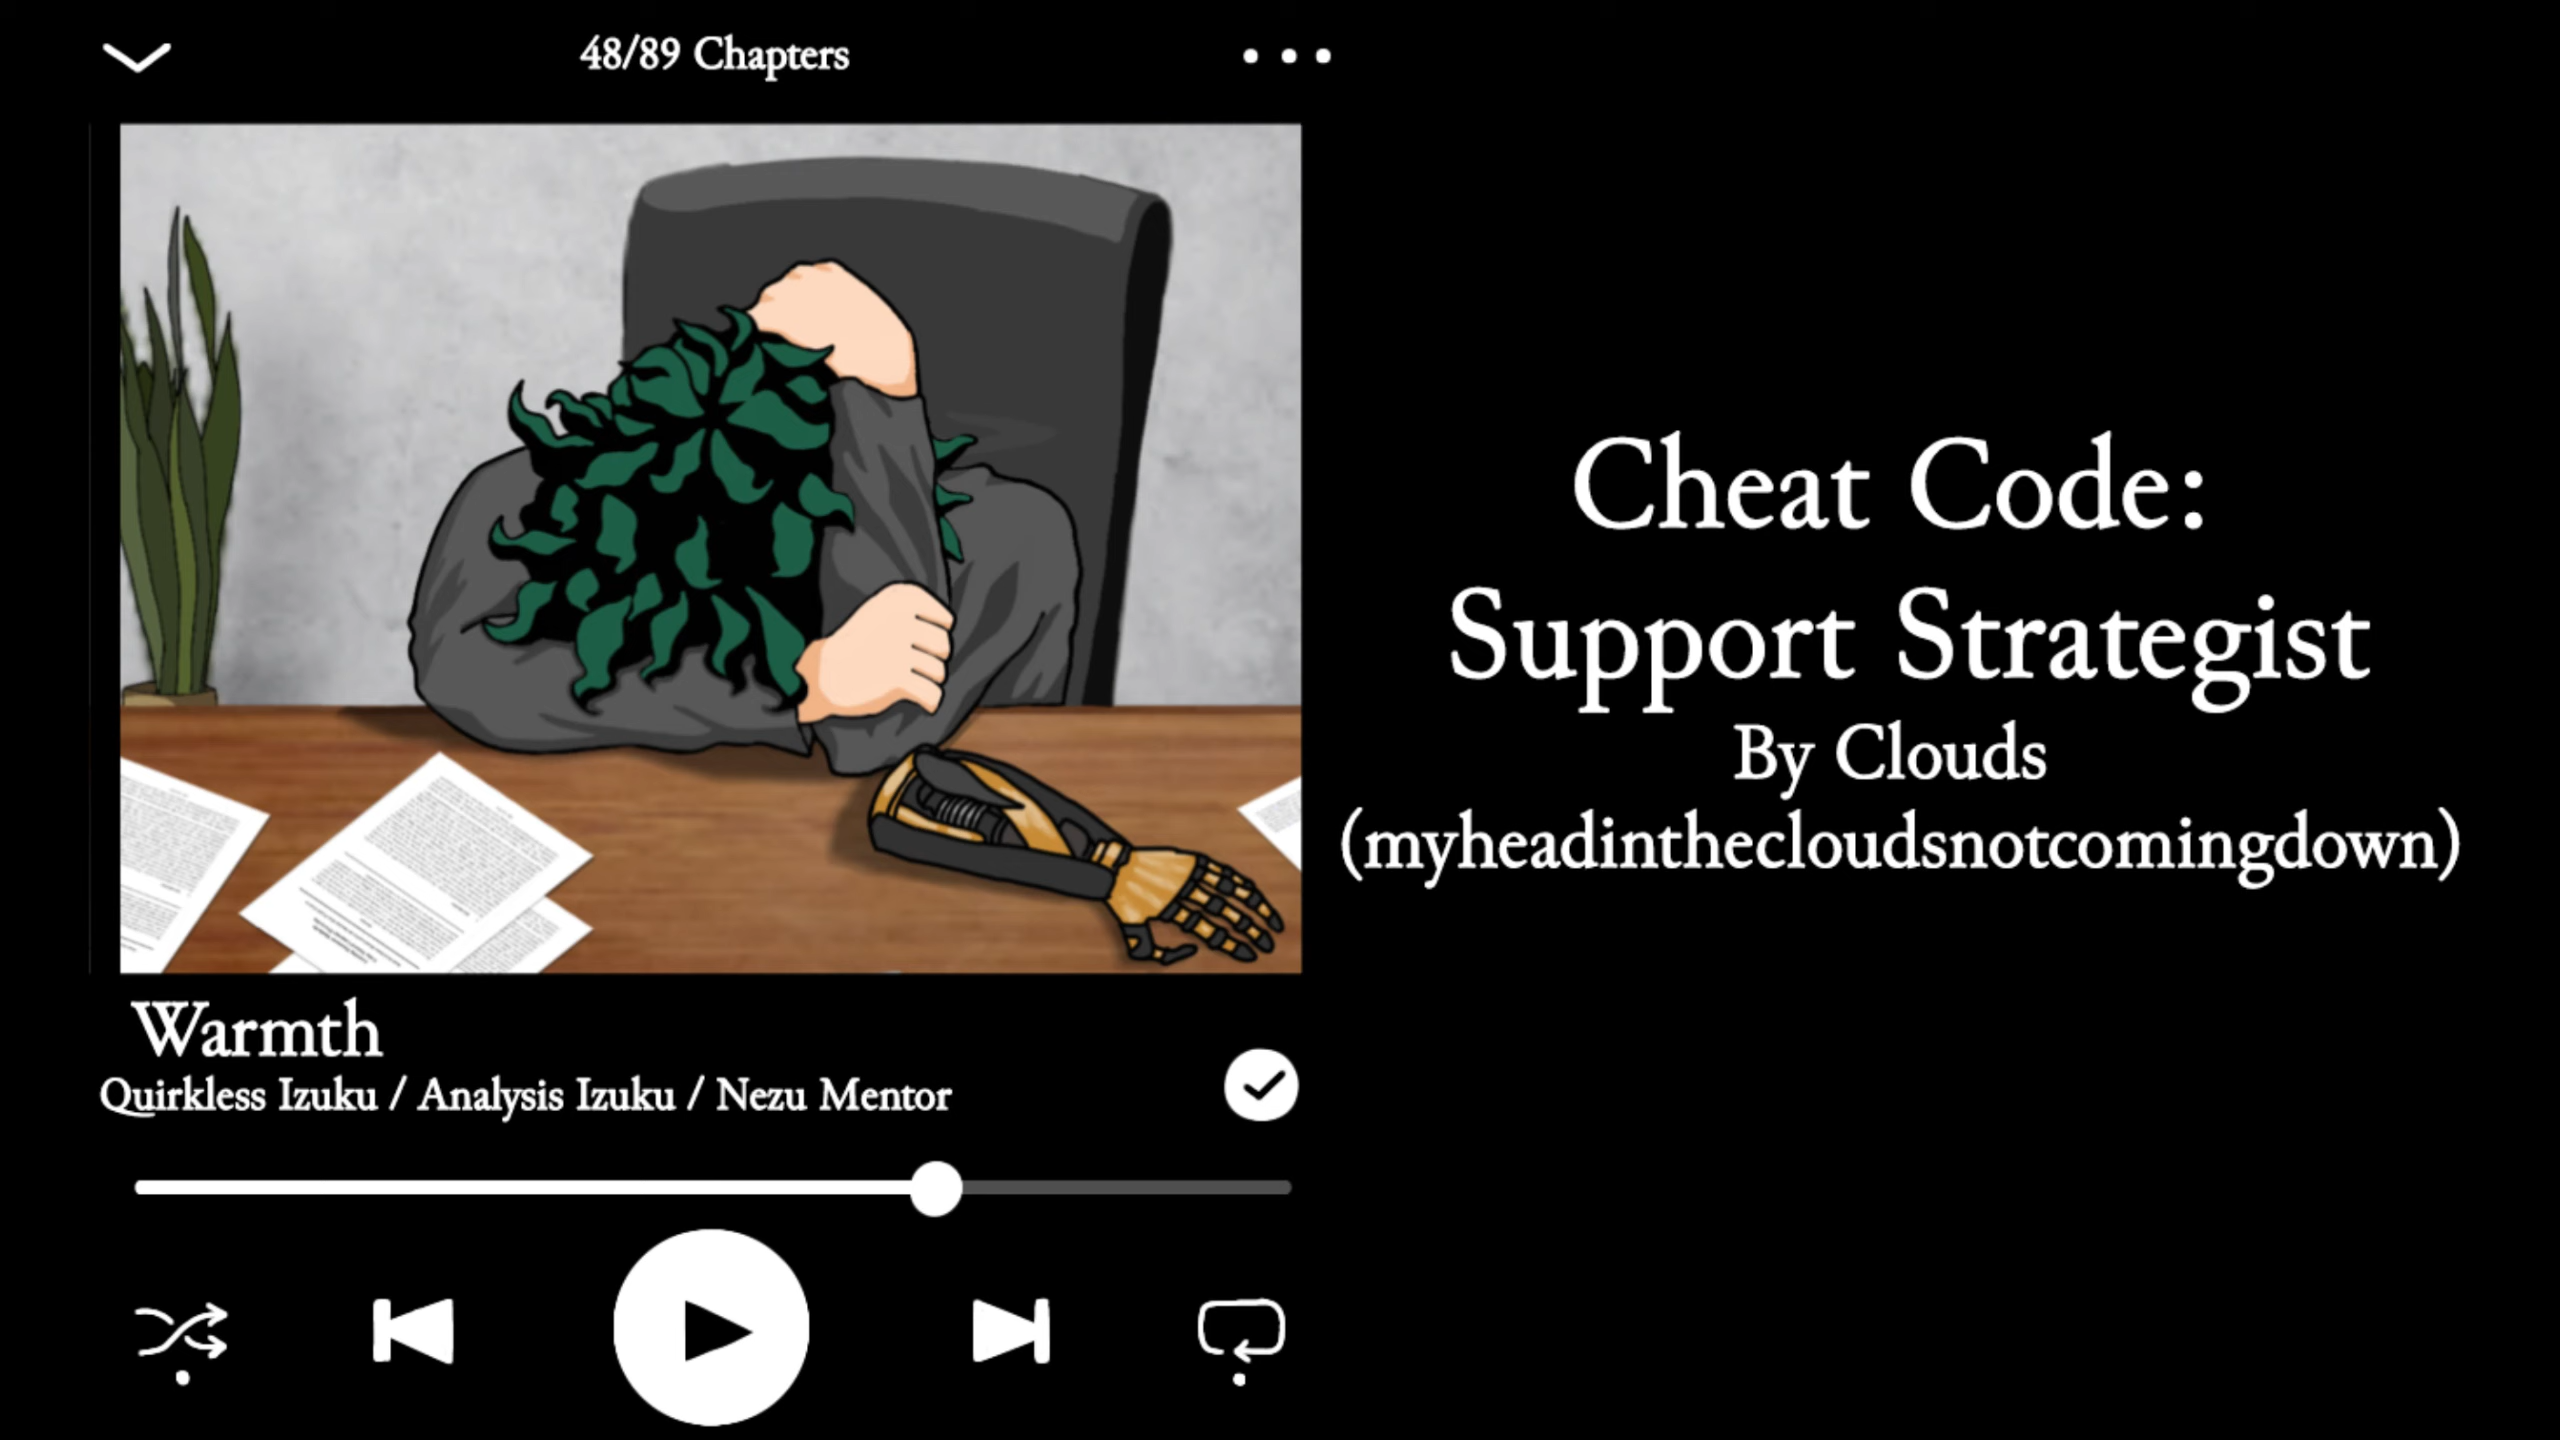 48/89 Chapters
Cheat Code:
Support Strategist
By Clouds
(myheadinthecloudsnotcomingdown)
Warmth
Quirkless Izuku / Analysis Izuku / Nezu Mentor